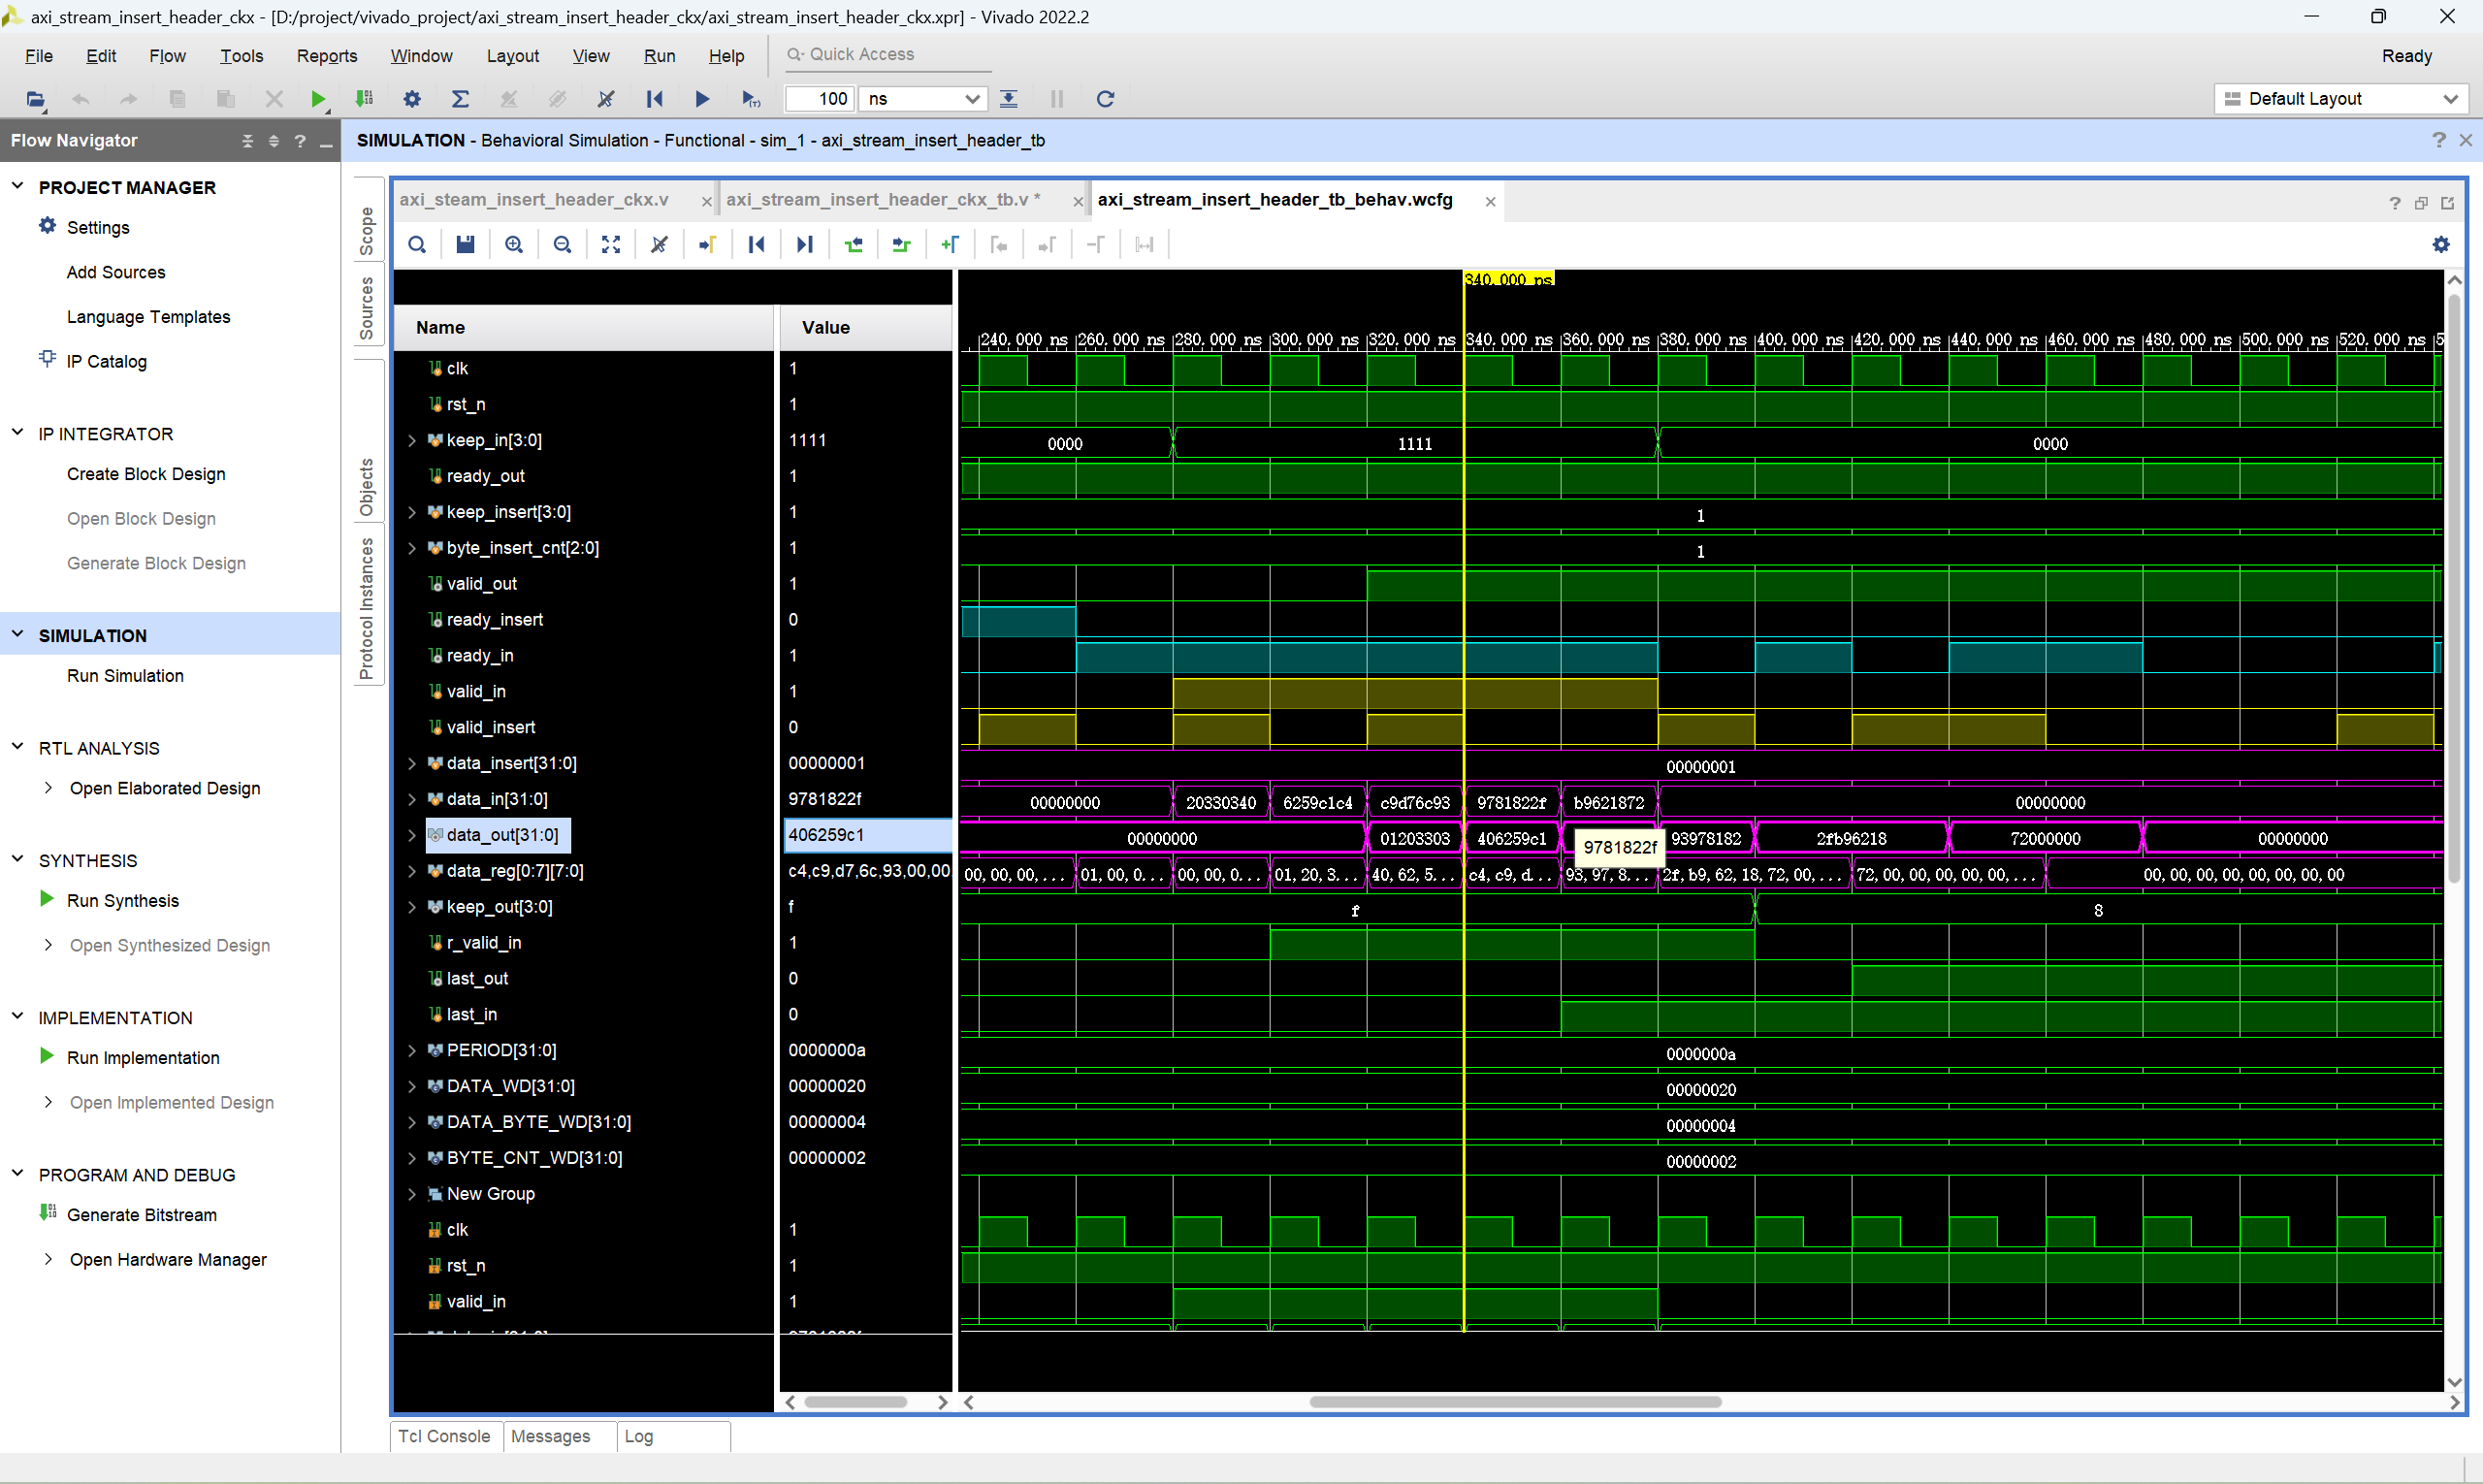 axi_stream_insert_header_ckx - [D:/project/vivado_project/axi_stream_insert_header_ckx/axi_stream_insert_header_ckx.xpr] - Vivado 2022.2
File Edit Flow Tools Reports Window Layout View Run Help Quick Access Ready
100 ns Default Layout
Flow Navigator
SIMULATION - Behavioral Simulation - Functional - sim_1 - axi_stream_insert_header_tb
PROJECT MANAGER
Settings
Add Sources
Language Templates
IP Catalog
IP INTEGRATOR
Create Block Design
Open Block Design
Generate Block Design
SIMULATION
Run Simulation
RTL ANALYSIS
Open Elaborated Design
SYNTHESIS
Run Synthesis
Open Synthesized Design
IMPLEMENTATION
Run Implementation
Open Implemented Design
PROGRAM AND DEBUG
Generate Bitstream
Open Hardware Manager
Scope
Sources
Objects
Protocol Instances
axi_steam_insert_header_ckx.v axi_stream_insert_header_ckx_tb.v * axi_stream_insert_header_tb_behav.wcfg
340.000 ns
Name Value
240.000 ns 260.000 ns 280.000 ns 300.000 ns 320.000 ns 340.000 ns 360.000 ns 380.000 ns 400.000 ns 420.000 ns 440.000 ns 460.000 ns 480.000 ns 500.000 ns 520.000 ns 5
clk 1
rst_n 1
keep_in[3:0] 1111 0000 1111 0000
ready_out 1
keep_insert[3:0] 1 1
byte_insert_cnt[2:0] 1 1
valid_out 1
ready_insert 0
ready_in 1
valid_in 1
valid_insert 0
data_insert[31:0] 00000001 00000001
data_in[31:0] 9781822f 00000000 20330340 6259c1c4 c9d76c93 9781822f b9621872 00000000
data_out[31:0] 406259c1 00000000 01203303 406259c1 93978182 2fb96218 72000000 00000000
9781822f
data_reg[0:7][7:0] c4,c9,d7,6c,93,00,00 00,00,00,... 01,00,0... 00,00,0... 01,20,3... 40,62,5... c4,c9,d... 93,97,8... 2f,b9,62,18,72,00,... 72,00,00,00,00,00,... 00,00,00,00,00,00,00,00
keep_out[3:0] f f 8
r_valid_in 1
last_out 0
last_in 0
PERIOD[31:0] 0000000a 0000000a
DATA_WD[31:0] 00000020 00000020
DATA_BYTE_WD[31:0] 00000004 00000004
BYTE_CNT_WD[31:0] 00000002 00000002
New Group
clk 1
rst_n 1
valid_in 1
Tcl Console Messages Log